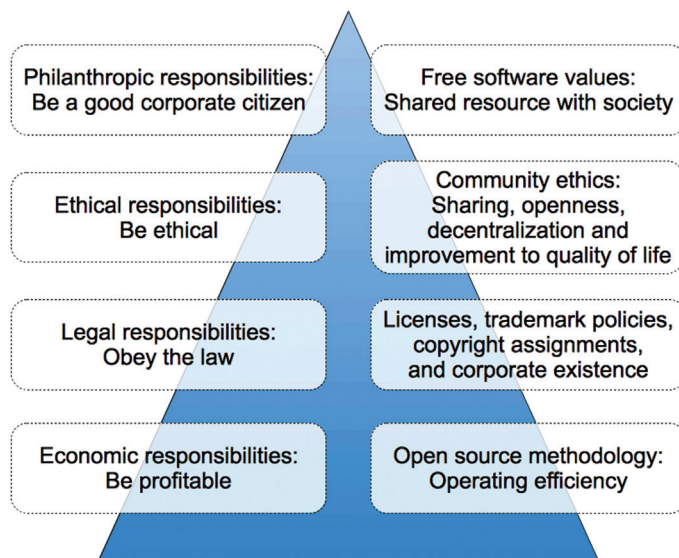 Philanthropic responsibilities:
Be a good corporate citizen
Free software values:
Shared resource with society
Ethical responsibilities:
Be ethical
Community ethics:
Sharing, openness,
decentralization and
improvement to quality of life
Legal responsibilities:
Obey the law
Licenses, trademark policies,
copyright assignments,
and corporate existence
Economic responsibilities:
Be profitable
Open source methodology:
Operating efficiency